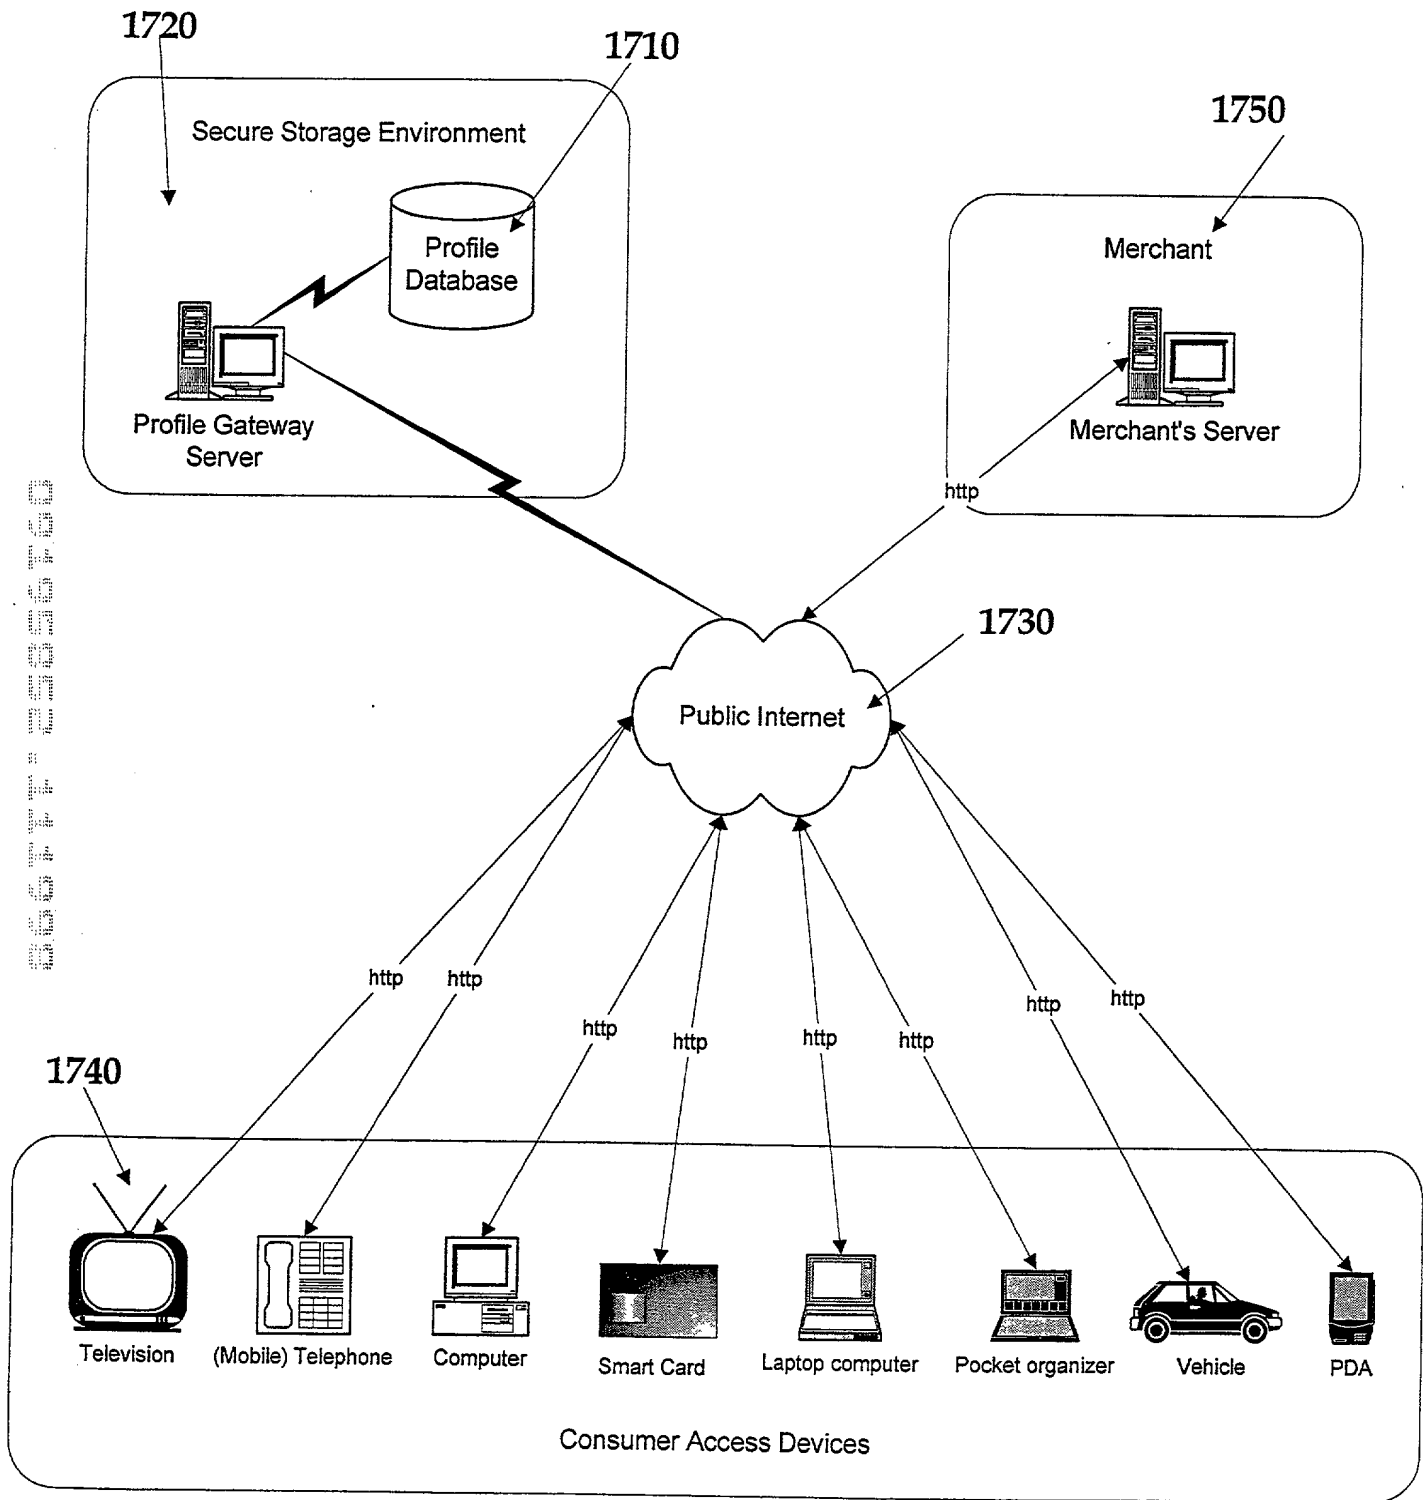 1720
1710
1750
Secure Storage Environment
Profile
Database
Profile Gateway
Server
Merchant
Merchant's Server
http
1730
Public Internet
http
http
http
http
http
http
http
http
1740
Television
(Mobile) Telephone
Computer
Smart Card
Laptop computer
Pocket organizer
Vehicle
PDA
Consumer Access Devices